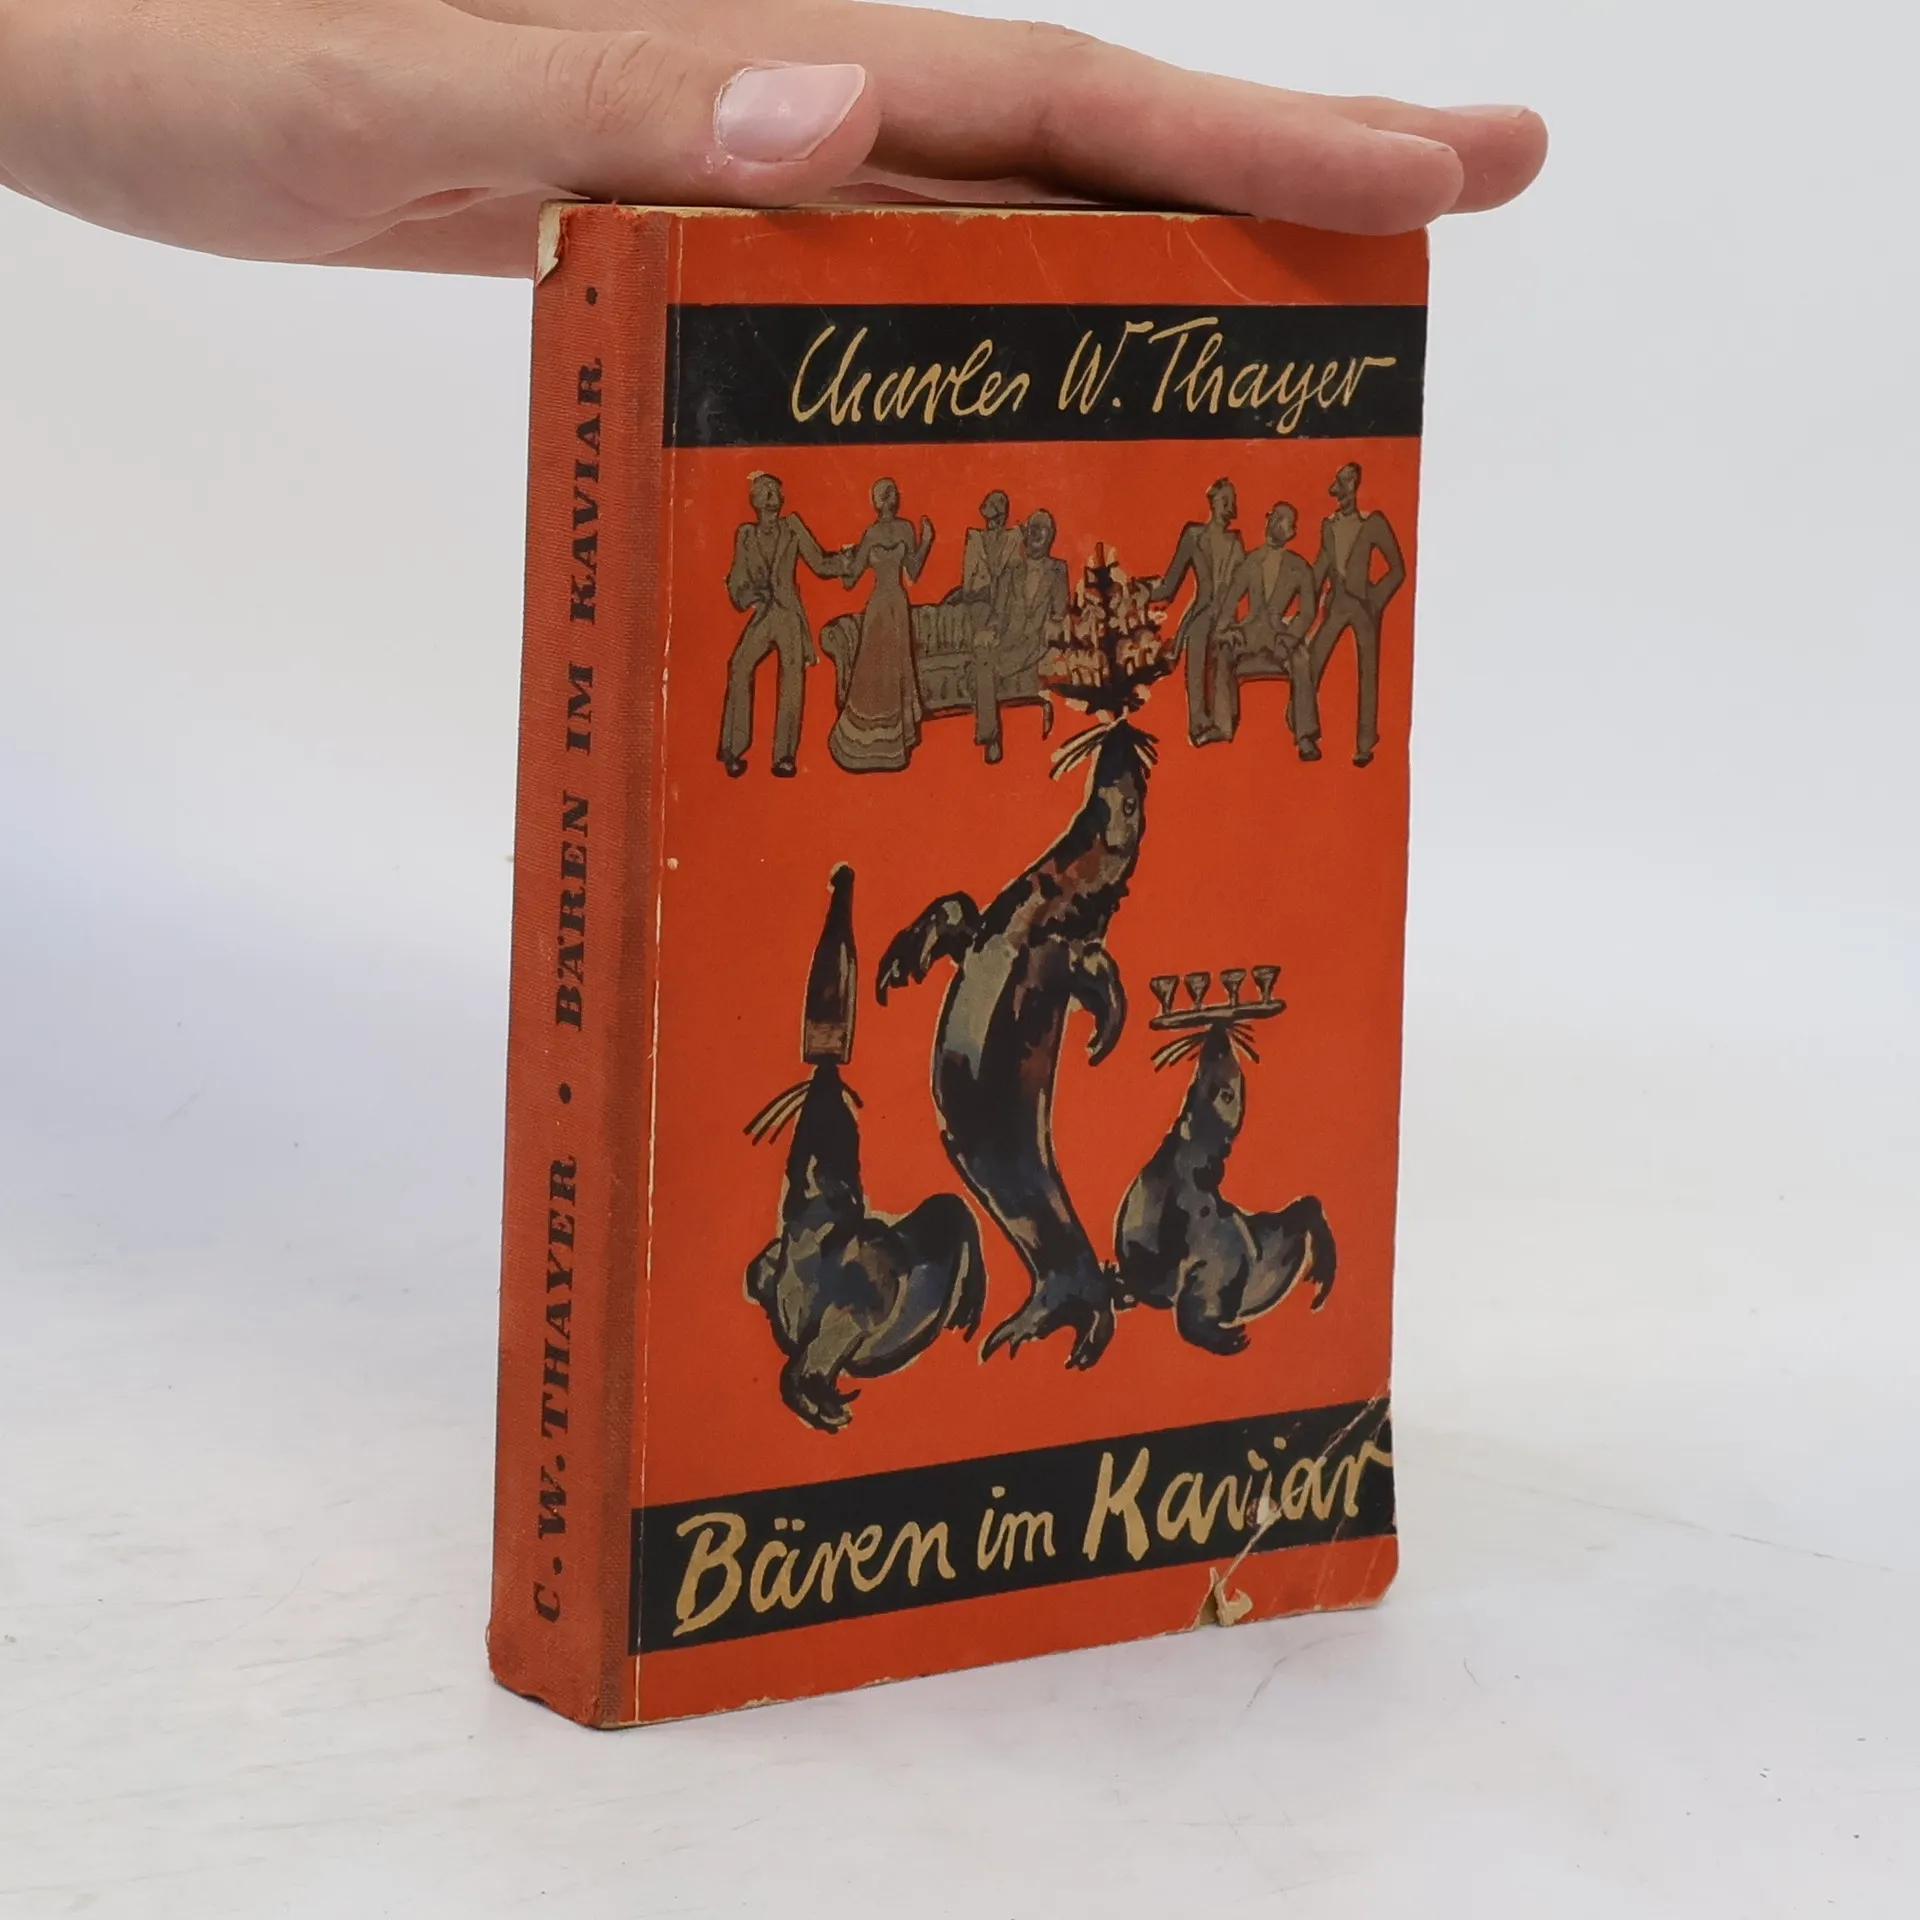 Charles W. Thayer
Bären im Kaviar
C. W. THAYER • BÄREN IM KAVIAR •